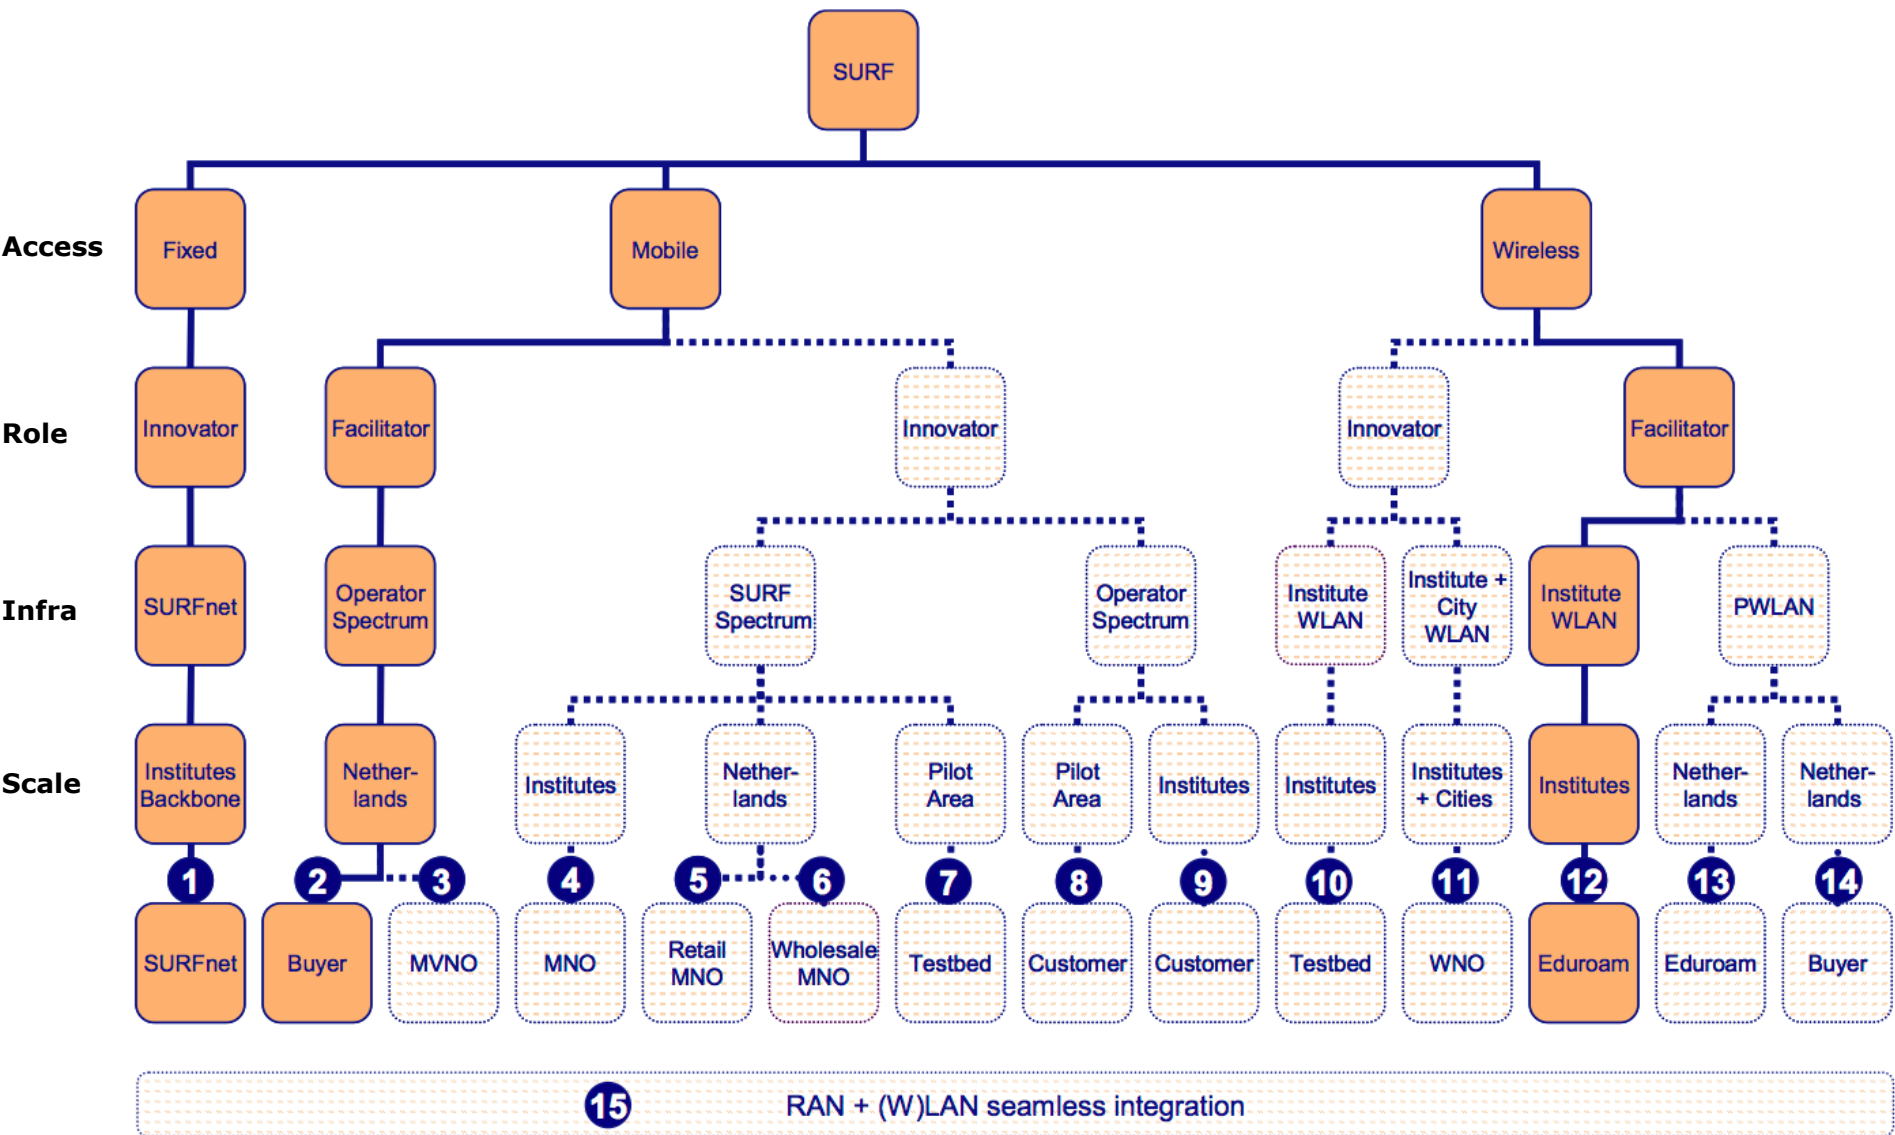 SURF
Access
Fixed
Mobile
Wireless
Role
Innovator
Facilitator
Innovator
Innovator
Facilitator
Infra
SURFnet
Operator
Spectrum
SURF
Spectrum
Operator
Spectrum
Institute
WLAN
Institute +
City
WLAN
Institute
WLAN
PWLAN
Scale
Institutes
Backbone
Nether-
lands
Institutes
Nether-
lands
Pilot
Area
Pilot
Area
Institutes
Institutes
Institutes
+ Cities
Institutes
Nether-
lands
Nether-
lands
1
2
3
4
5
6
7
8
9
10
11
12
13
14
SURFnet
Buyer
MVNO
MNO
Retail
MNO
Wholesale
MNO
Testbed
Customer
Customer
Testbed
WNO
Eduroam
Eduroam
Buyer
15
RAN + (W)LAN seamless integration